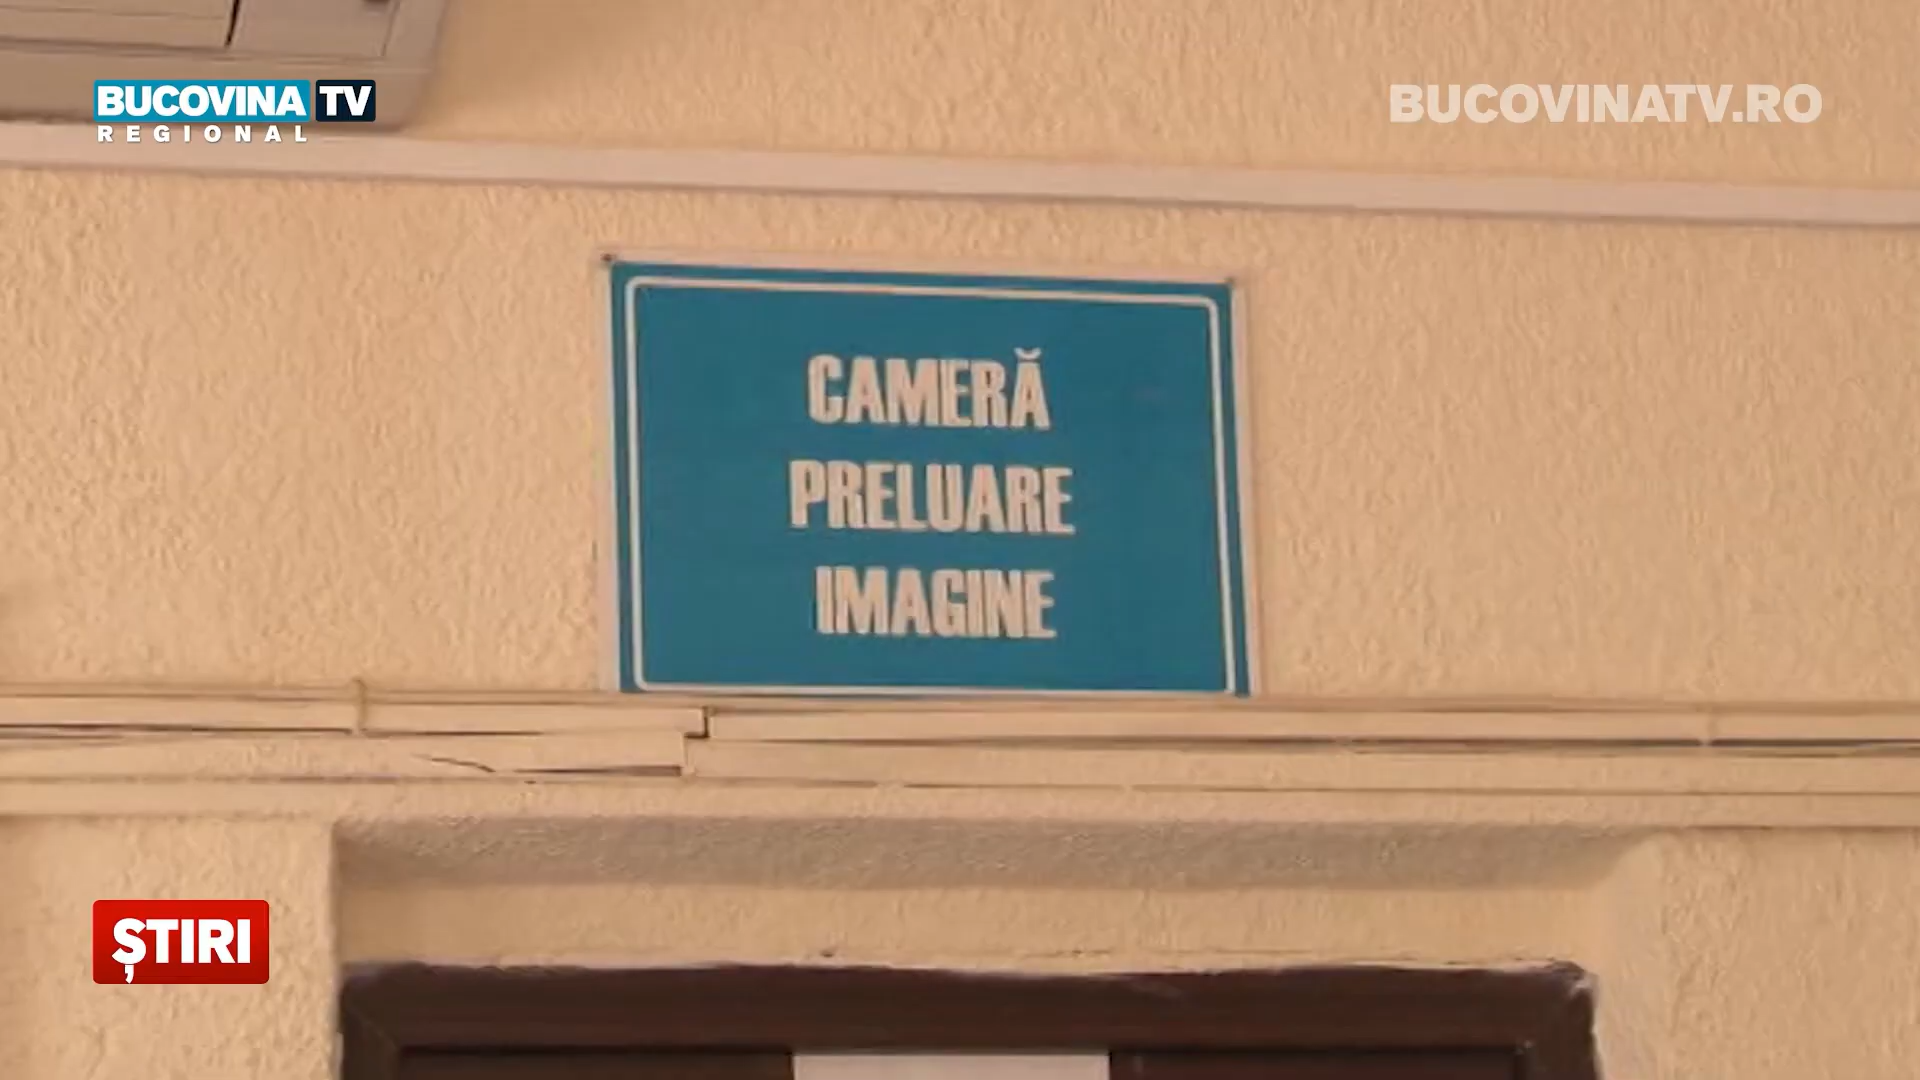 BUCOVINA TV
REGIONAL
BUCOVINATV.RO
CAMERĂ
PRELUARE
IMAGINE
ȘTIRI